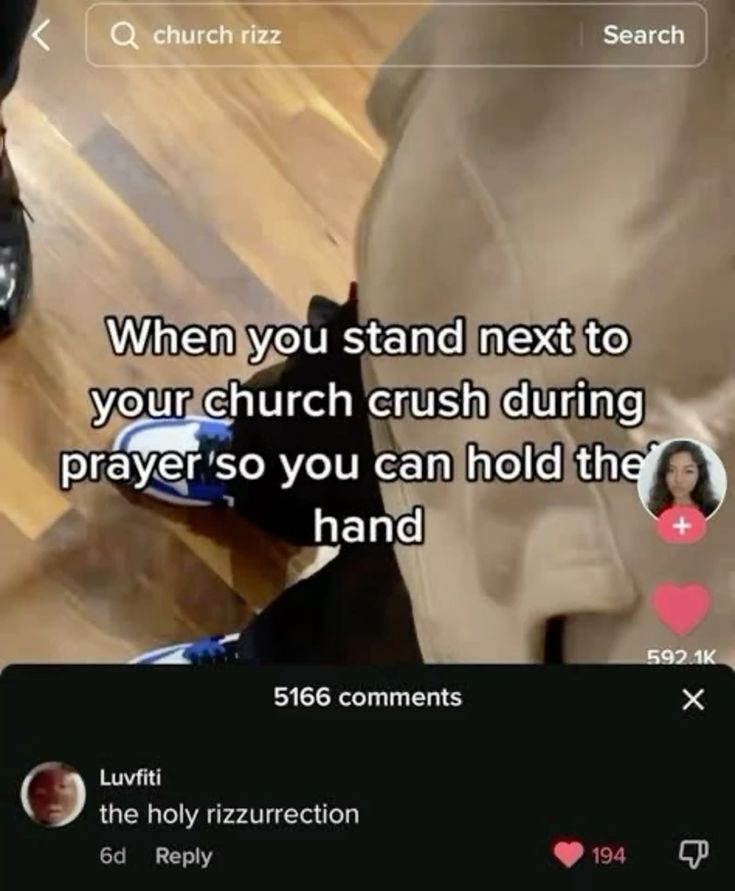 church rizz
Search
When you stand next to
your church crush during
prayer so you can hold the
hand
592.1K
5166 comments
Luvfiti
the holy rizzurrection
6d Reply
194